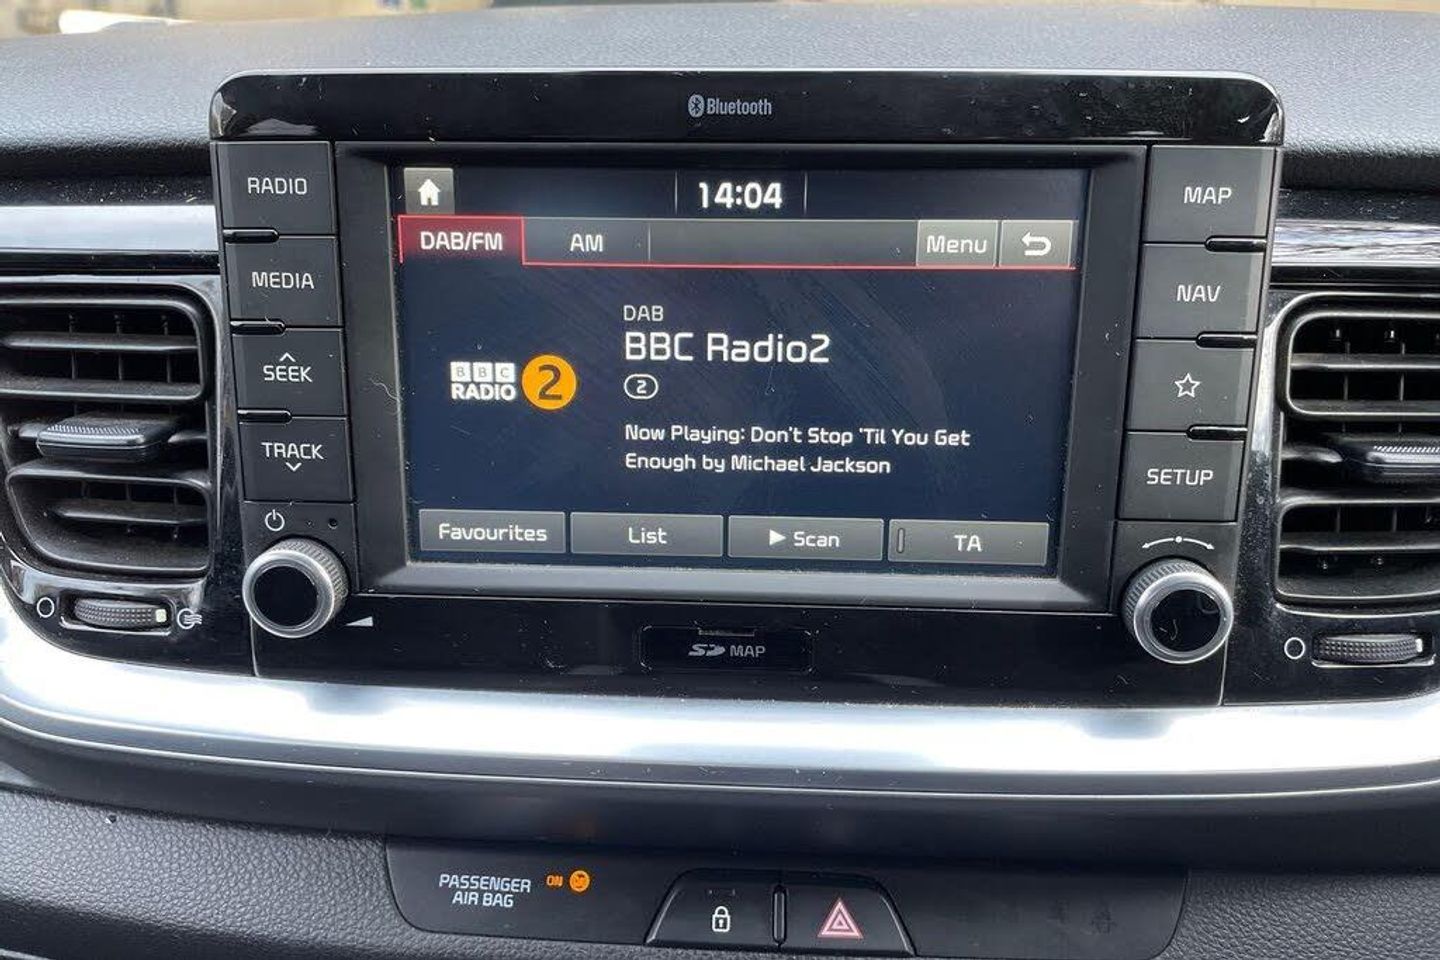 Bluetooth
RADIO
MEDIA
SEEK
TRACK
14:04
DAB/FM
AM
Menu
BBC
RADIO 2
DAB
BBC Radio2
2
Now Playing: Don't Stop 'Til You Get
Enough by Michael Jackson
Favourites
List
Scan
TA
MAP
NAV
SETUP
SD MAP
PASSENGER
AIR BAG
ON